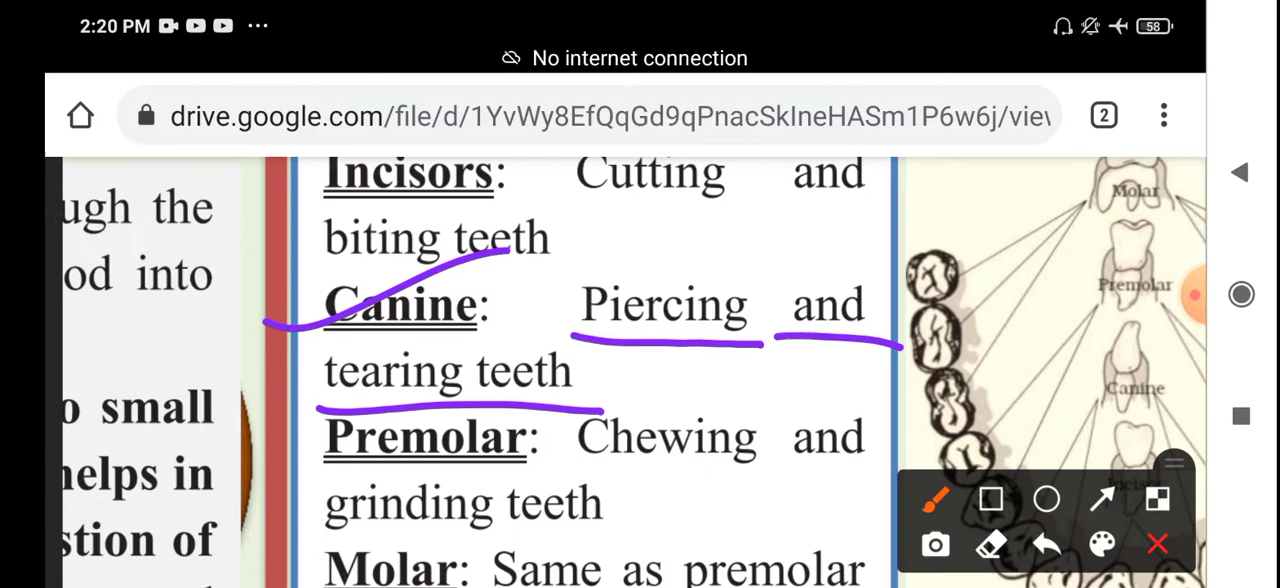 2:20 PM
58
No internet connection
drive.google.com/file/d/1YvWy8EfQqGd9qPnacSkIneHASm1P6w6j/view
2
ugh the
od into
o small
helps in
stion of
Incisors: Cutting and
biting teeth
Canine: Piercing and
tearing teeth
Premolar: Chewing and
grinding teeth
Molar: Same as premolar
Molar
Premolar
Canine